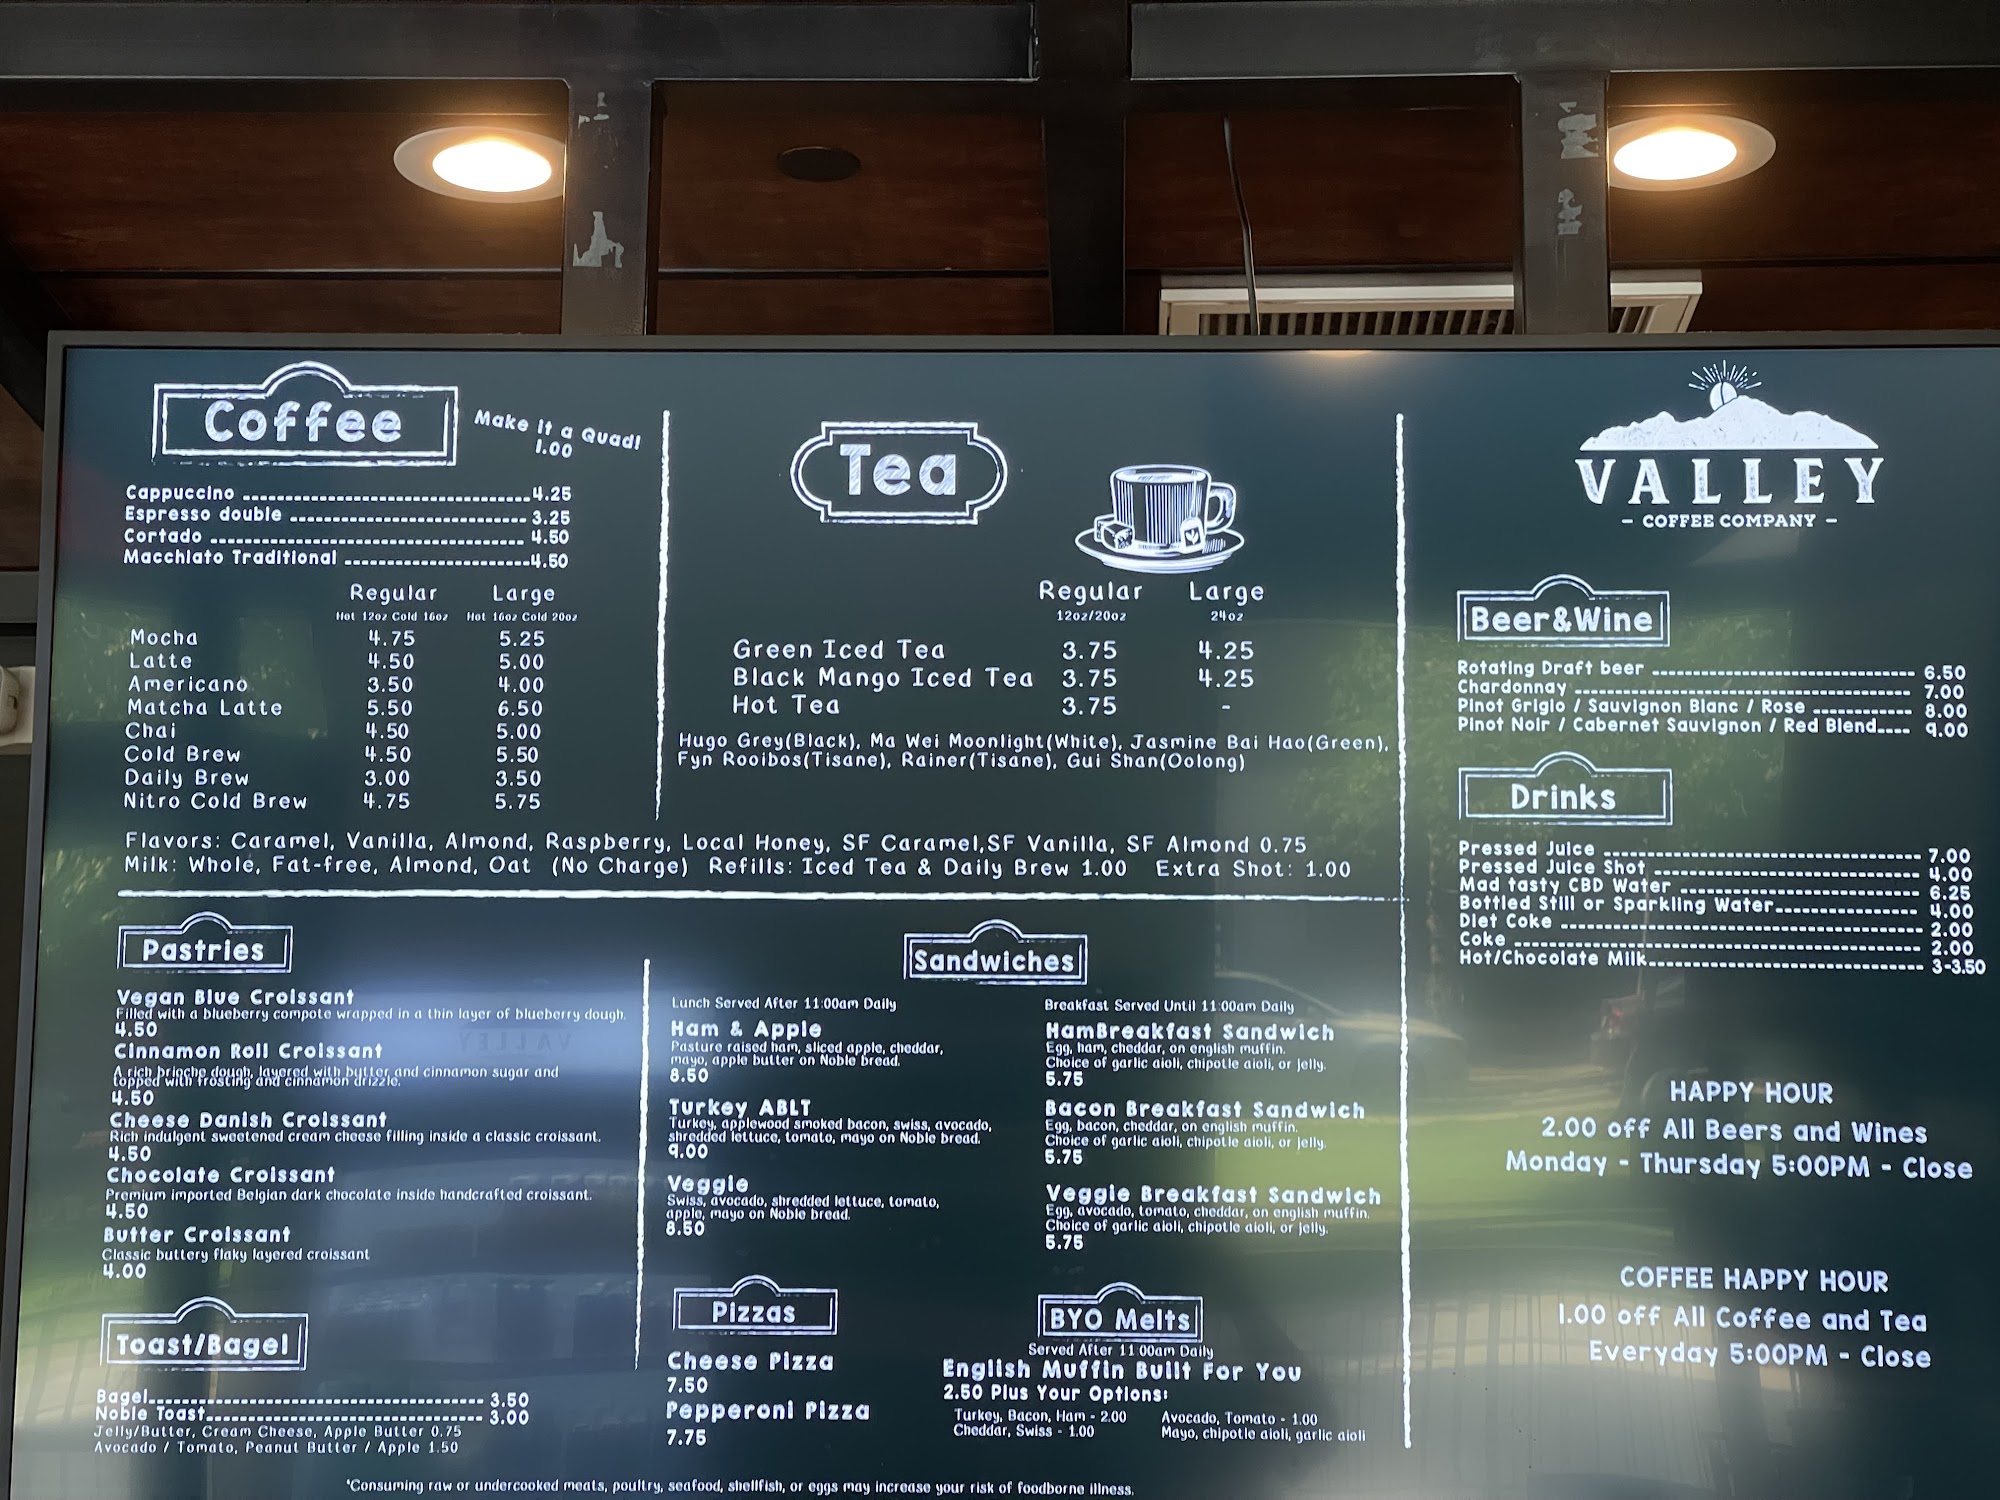 Coffee
Make it a Quad!
1.00
Cappuccino 4.25
Espresso double 3.25
Cortado 4.50
Macchiato Traditional 4.50
Regular Large
Hot 12oz Cold 16oz Hot 16oz Cold 20oz
Mocha 4.75 5.25
Latte 4.50 5.00
Americano 3.50 4.00
Matcha Latte 5.50 6.50
Chai 4.50 5.00
Cold Brew 4.50 5.50
Daily Brew 3.00 3.50
Nitro Cold Brew 4.75 5.75
Tea
Regular Large
12oz/20oz 24oz
Green Iced Tea 3.75 4.25
Black Mango Iced Tea 3.75 4.25
Hot Tea 3.75 -
Hugo Grey(Black), Ma Wei Moonlight(White), Jasmine Bai Hao(Green),
Fyn Rooibos(Tisane), Rainer(Tisane), Gui Shan(Oolong)
Flavors: Caramel, Vanilla, Almond, Raspberry, Local Honey, SF Caramel,SF Vanilla, SF Almond 0.75
Milk: Whole, Fat-free, Almond, Oat (No Charge) Refills: Iced Tea & Daily Brew 1.00 Extra Shot: 1.00
VALLEY
- COFFEE COMPANY -
Beer&Wine
Rotating Draft beer 6.50
Chardonnay 7.00
Pinot Grigio / Sauvignon Blanc / Rose 8.00
Pinot Noir / Cabernet Sauvignon / Red Blend 9.00
Drinks
Pressed Juice 7.00
Pressed Juice Shot 4.00
Mad tasty CBD Water 6.25
Bottled Still or Sparkling Water 4.00
Diet Coke 2.00
Coke 2.00
Hot/Chocolate Milk 3-3.50
HAPPY HOUR
2.00 off All Beers and Wines
Monday - Thursday 5:00PM - Close
COFFEE HAPPY HOUR
1.00 off All Coffee and Tea
Everyday 5:00PM - Close
Pastries
Vegan Blue Croissant
Filled with a blueberry compote wrapped in a thin layer of blueberry dough.
4.50
Cinnamon Roll Croissant
A rich brioche dough, layered with butter and cinnamon sugar and
topped with frosting and cinnamon drizzle.
4.50
Cheese Danish Croissant
Rich indulgent sweetened cream cheese filling inside a classic croissant.
4.50
Chocolate Croissant
Premium imported Belgian dark chocolate inside handcrafted croissant.
4.50
Butter Croissant
Classic buttery flaky layered croissant
4.00
Toast/Bagel
Bagel 3.50
Noble Toast 3.00
Jelly/Butter, Cream Cheese, Apple Butter 0.75
Avocado / Tomato, Peanut Butter / Apple 1.50
Sandwiches
Lunch Served After 11:00am Daily
Ham & Apple
Pasture raised ham, sliced apple, cheddar,
mayo, apple butter on Noble bread.
8.50
Turkey ABLT
Turkey, applewood smoked bacon, swiss, avocado,
shredded lettuce, tomato, mayo on Noble bread.
9.00
Veggie
Swiss, avocado, shredded lettuce, tomato,
apple, mayo on Noble bread.
8.50
Breakfast Served Until 11:00am Daily
HamBreakfast Sandwich
Egg, ham, cheddar, on english muffin.
Choice of garlic aioli, chipotle aioli, or jelly.
5.75
Bacon Breakfast Sandwich
Egg, bacon, cheddar, on english muffin.
Choice of garlic aioli, chipotle aioli, or jelly.
5.75
Veggie Breakfast Sandwich
Egg, avocado, tomato, cheddar, on english muffin.
Choice of garlic aioli, chipotle aioli, or jelly.
5.75
Pizzas
Cheese Pizza
7.50
Pepperoni Pizza
7.75
BYO Melts
Served After 11:00am Daily
English Muffin Built For You
2.50 Plus Your Options:
Turkey, Bacon, Ham - 2.00 Avocado, Tomato - 1.00
Cheddar, Swiss - 1.00 Mayo, chipotle aioli, garlic aioli
*Consuming raw or undercooked meats, poultry, seafood, shellfish, or eggs may increase your risk of foodborne illness.